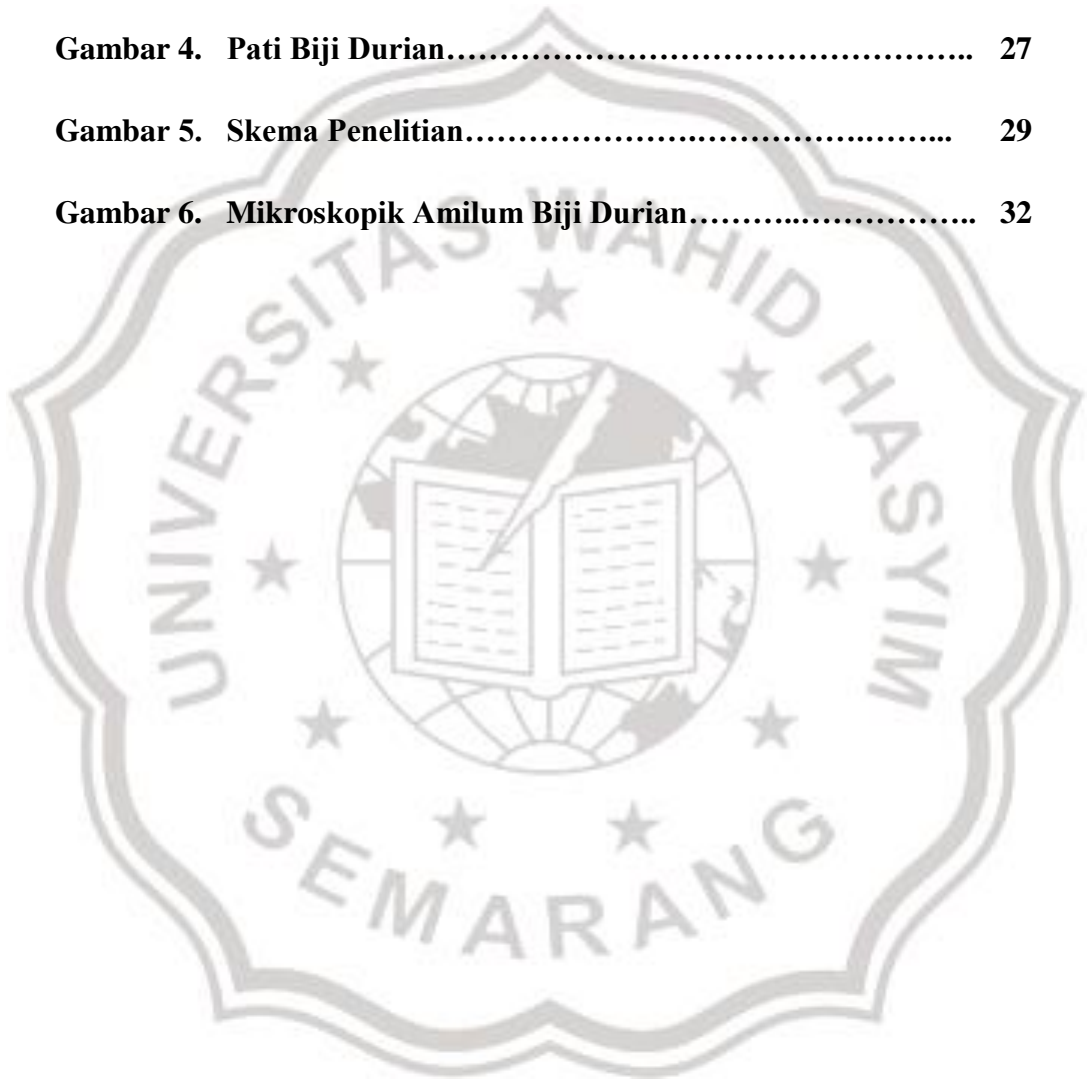 Gambar 4. Pati Biji Durian…………………………………………….. 27
Gambar 5. Skema Penelitian………………….…………….……... 29
Gambar 6. Mikroskopik Amilum Biji Durian………..…………….. 32
UNIVERSITAS WAHID HASYIM
SEMARANG